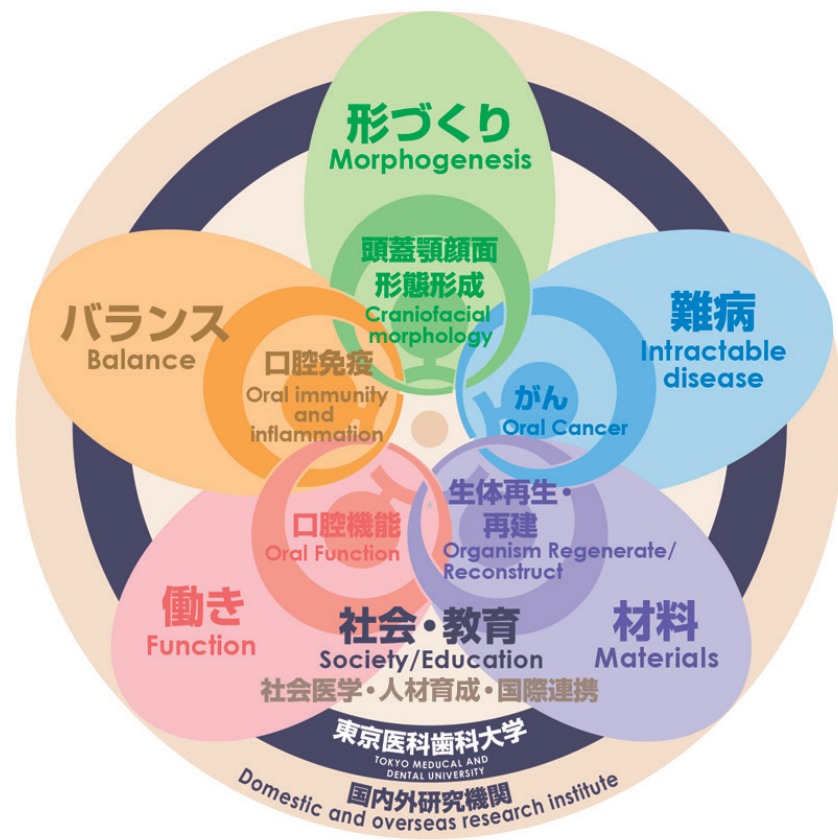 形づくり
Morphogenesis
頭蓋顎顔面
形態形成
Craniofacial
morphology
バランス
Balance
口腔免疫
Oral immunity
and
inflammation
難病
Intractable
disease
がん
Oral Cancer
口腔機能
Oral Function
働き
Function
生体再生・
再建
Organism Regenerate/
Reconstruct
材料
Materials
社会・教育
Society/Education
社会医学・人材育成・国際連携
東京医科歯科大学
TOKYO MEDUCAL AND
DENTAL UNIVERSITY
国内外研究機関
Domestic and overseas research institute